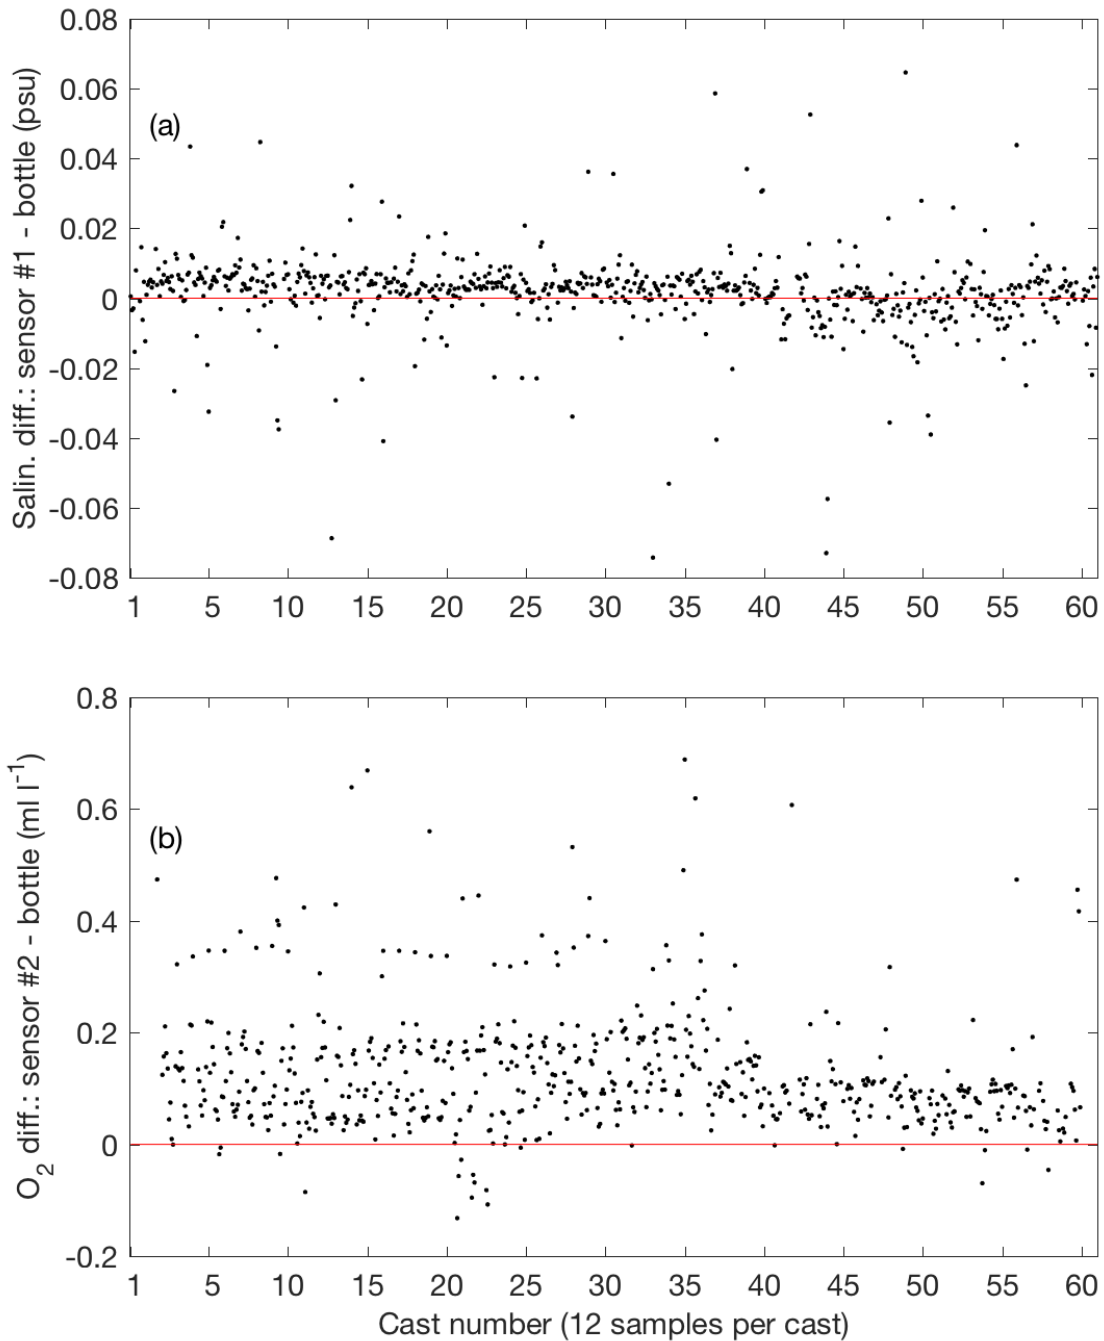 0.08
0.06
0.04
0.02
0
-0.02
-0.04
-0.06
-0.08
Salin. diff.: sensor #1 - bottle (psu)
(a)
1 5 10 15 20 25 30 35 40 45 50 55 60
0.8
0.6
0.4
0.2
0
-0.2
O2 diff.: sensor #2 - bottle (ml l-1)
(b)
1 5 10 15 20 25 30 35 40 45 50 55 60
Cast number (12 samples per cast)